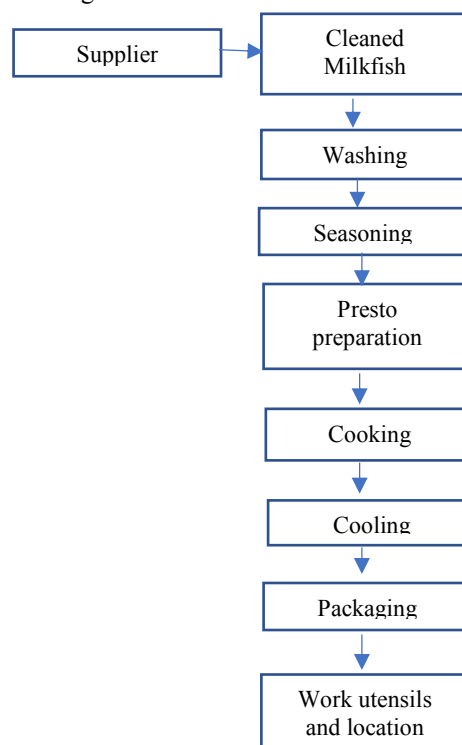 Supplier
Cleaned
Milkfish
Washing
Seasoning
Presto
preparation
Cooking
Cooling
Packaging
Work utensils
and location